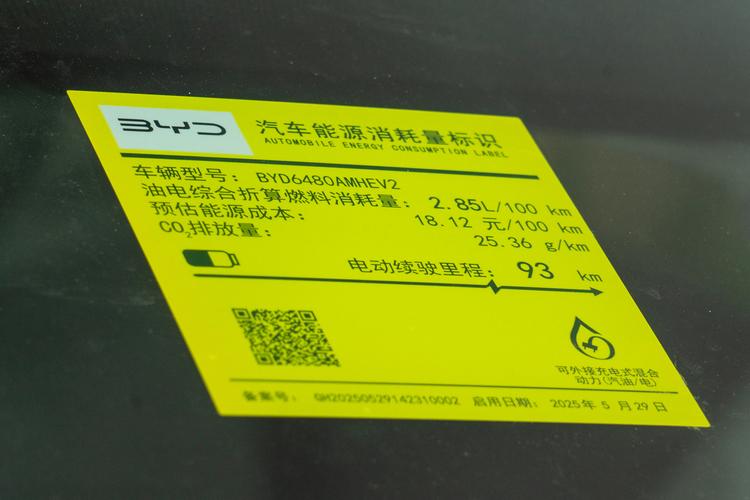 BYD
汽车能源消耗量标识
AUTOMOBILE ENERGY CONSUMPTION LABEL
车辆型号: BYD6480AMHEV2
油电综合折算燃料消耗量: 2.85L/100 km
预估能源成本: 18.12 元/100 km
CO₂排放量: 25.36 g/km
电动续驶里程: 93 km
可外接充电式混合
动力(汽油/电)
备案号: QH20250529142310002 启用日期: 2025年 5 月 29 日